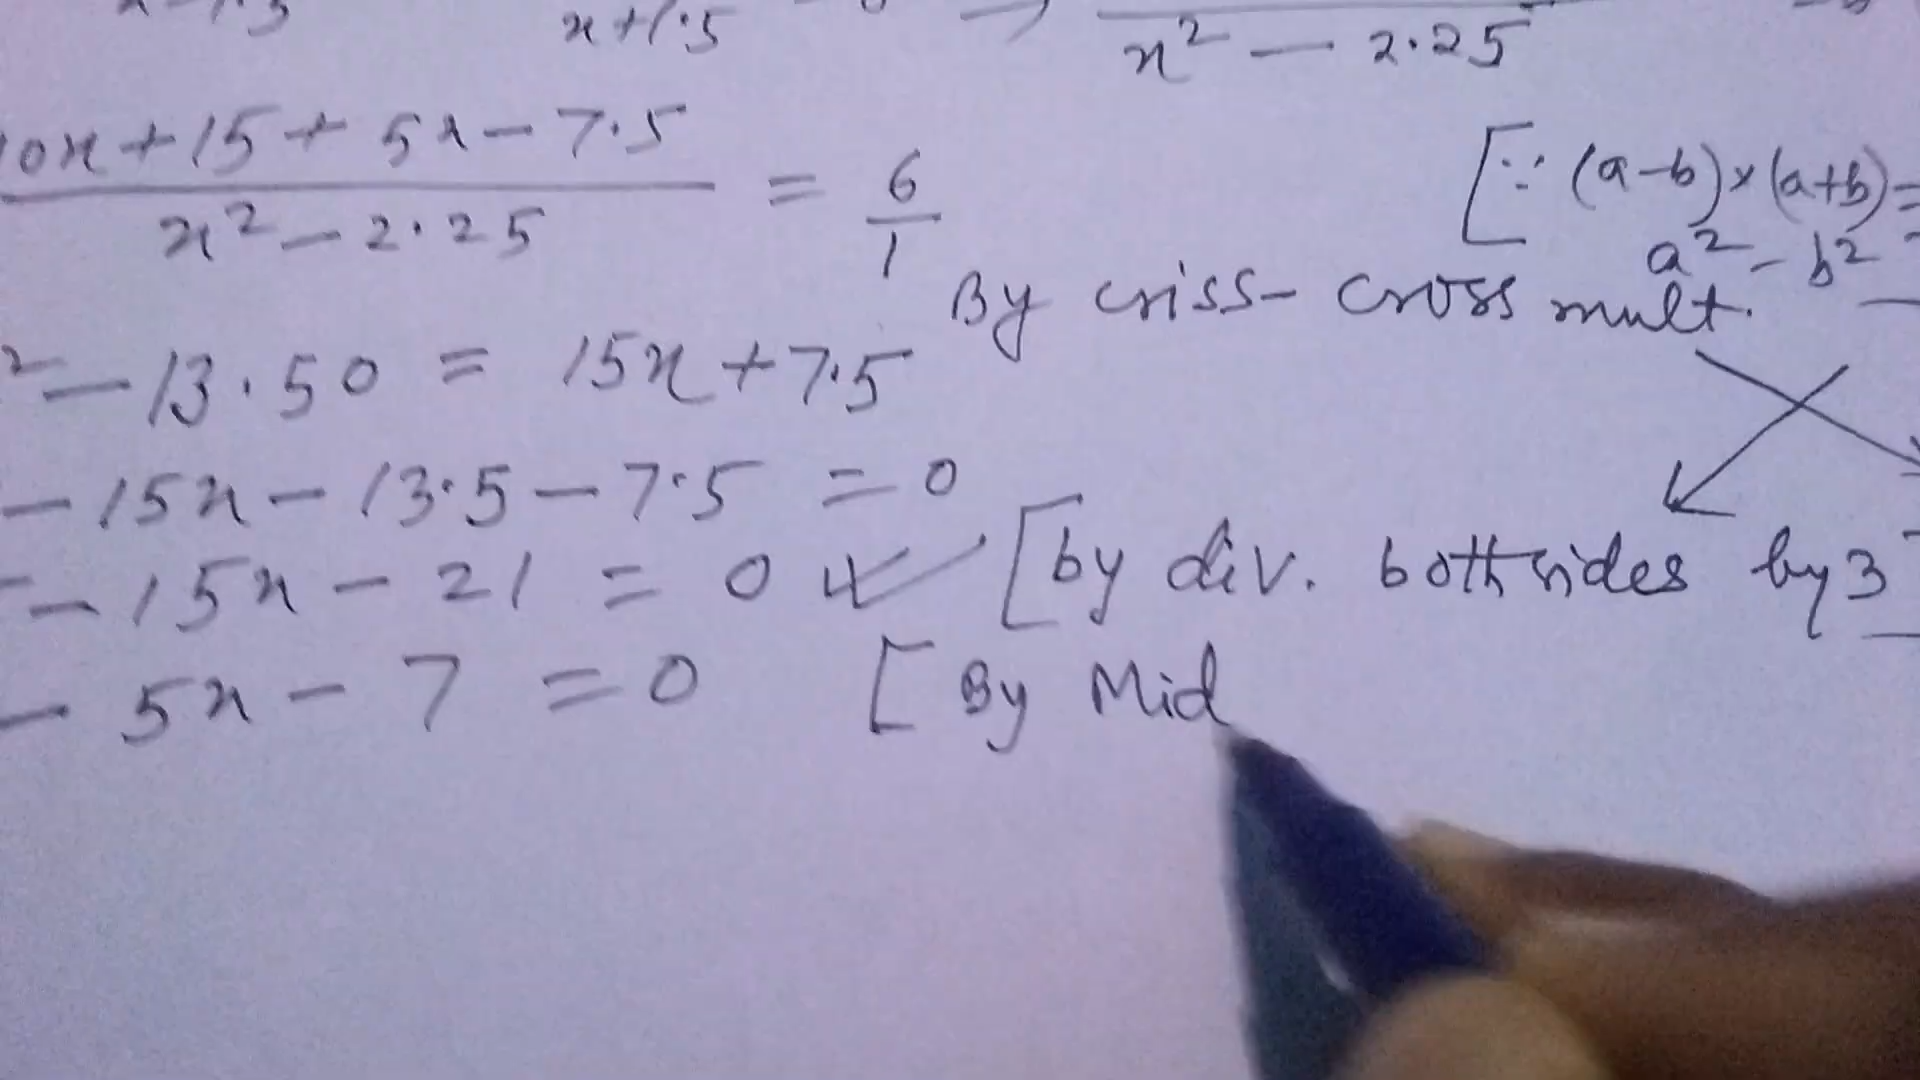 x+1.5
x² — 2.25
10x+15 + 5x — 7.5
x² — 2.25
= 6
1
[∵ (a-b)×(a+b)=
a² - b²
By criss- cross mult.
² — 13.50 = 15x + 7.5
— 15x — 13.5 — 7.5 = 0
— 15x — 21 = 0 [by div. both sides by 3
— 5x — 7 = 0 [By Mid